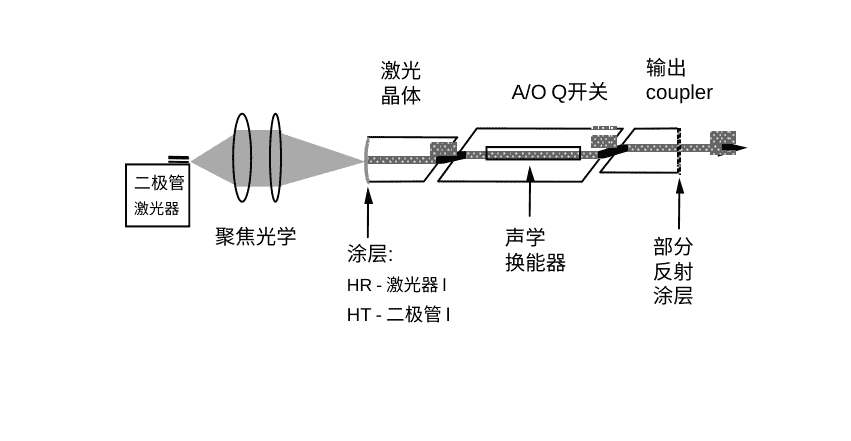 激光
晶体
A/O Q开关
输出
coupler
二极管
激光器
聚焦光学
涂层:
HR - 激光器 l
HT - 二极管 l
声学
换能器
部分
反射
涂层